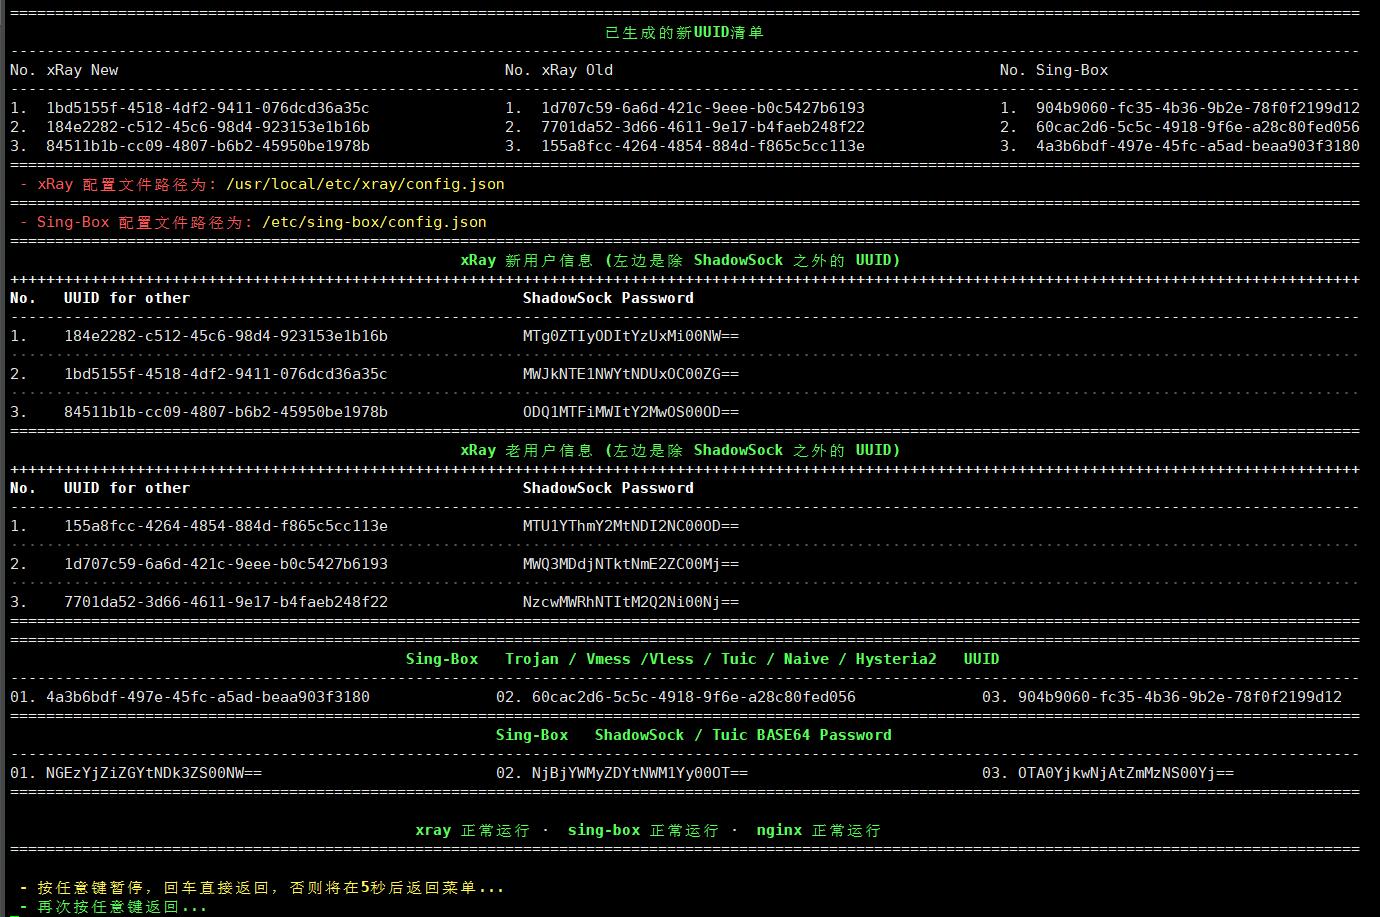 已生成的新UUID清单
No. xRay New No. xRay Old No. Sing-Box
1. 1bd5155f-4518-4df2-9411-076dcd36a35c 1. 1d707c59-6a6d-421c-9eee-b0c5427b6193 1. 904b9060-fc35-4b36-9b2e-78f0f2199d12
2. 184e2282-c512-45c6-98d4-923153e1b16b 2. 7701da52-3d66-4611-9e17-b4faeb248f22 2. 60cac2d6-5c5c-4918-9f6e-a28c80fed056
3. 84511b1b-cc09-4807-b6b2-45950be1978b 3. 155a8fcc-4264-4854-884d-f865c5cc113e 3. 4a3b6bdf-497e-45fc-a5ad-beaa903f3180
- xRay 配置文件路径为: /usr/local/etc/xray/config.json
- Sing-Box 配置文件路径为: /etc/sing-box/config.json
xRay 新用户信息 (左边是除 ShadowSock 之外的 UUID)
No. UUID for other ShadowSock Password
1. 184e2282-c512-45c6-98d4-923153e1b16b MTg0ZTIyODItYzUxMi00NW==
2. 1bd5155f-4518-4df2-9411-076dcd36a35c MWJkNTE1NWYtNDUxOC00ZG==
3. 84511b1b-cc09-4807-b6b2-45950be1978b ODQ1MTFiMWItY2MwOS00OD==
xRay 老用户信息 (左边是除 ShadowSock 之外的 UUID)
No. UUID for other ShadowSock Password
1. 155a8fcc-4264-4854-884d-f865c5cc113e MTU1YThmY2MtNDI2NC00OD==
2. 1d707c59-6a6d-421c-9eee-b0c5427b6193 MWQ3MDdjNTktNmE2ZC00Mj==
3. 7701da52-3d66-4611-9e17-b4faeb248f22 NzcwMWRhNTItM2Q2Ni00Nj==
Sing-Box Trojan / Vmess /Vless / Tuic / Naive / Hysteria2 UUID
01. 4a3b6bdf-497e-45fc-a5ad-beaa903f3180 02. 60cac2d6-5c5c-4918-9f6e-a28c80fed056 03. 904b9060-fc35-4b36-9b2e-78f0f2199d12
Sing-Box ShadowSock / Tuic BASE64 Password
01. NGEzYjZiZGYtNDk3ZS00NW== 02. NjBjYWMyZDYtNWM1Yy00OT== 03. OTA0YjkwNjAtZmMzNS00Yj==
xray 正常运行 · sing-box 正常运行 · nginx 正常运行
- 按任意键暂停，回车直接返回，否则将在5秒后返回菜单...
- 再次按任意键返回...